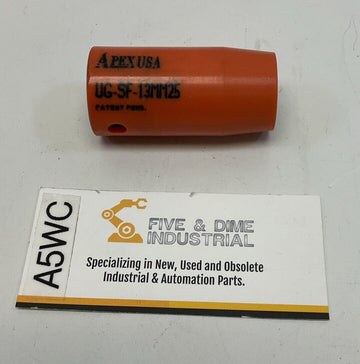 APEX USA
UG-SF-13MM25
PATENT PEND.
A5WC
FIVE & DIME
INDUSTRIAL
Specializing in New, Used and Obsolete
Industrial & Automation Parts.